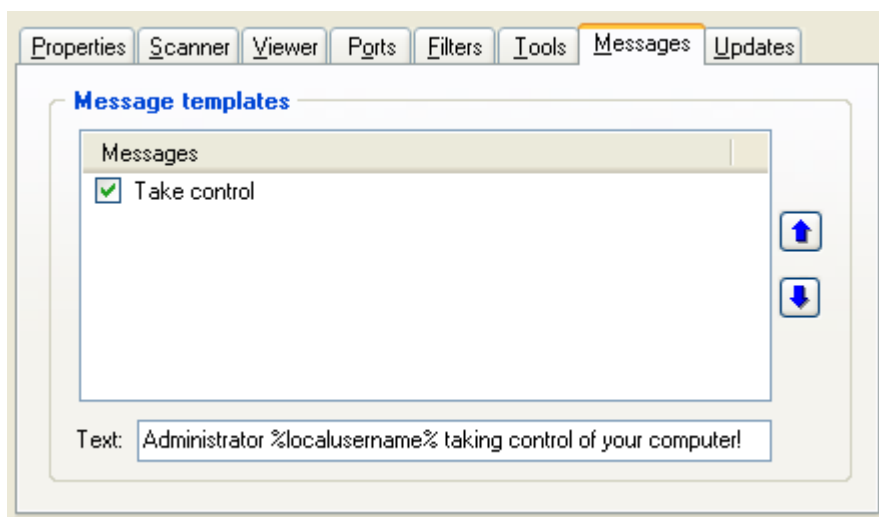 Properties Scanner Viewer Ports Filters Tools Messages Updates
Message templates
Messages
Take control
Text: Administrator %localusername% taking control of your computer!